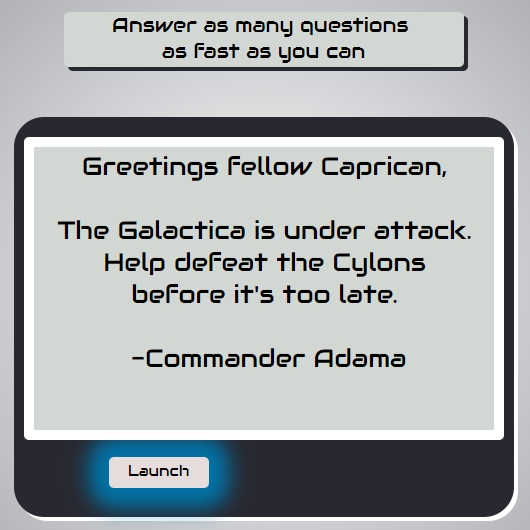 Answer as many questions
as fast as you can
Greetings fellow Caprican,
The Galactica is under attack.
Help defeat the Cylons
before it's too late.
-Commander Adama
Launch